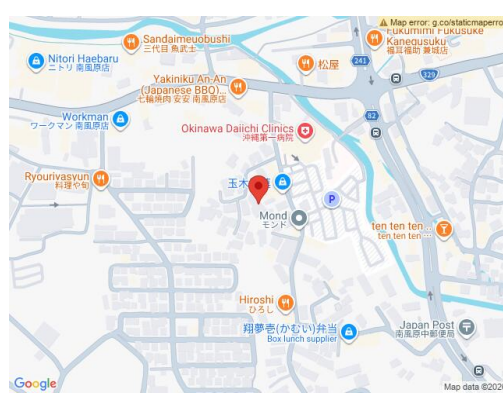 Map error: g.co/staticmaperro
Sandaimeuobushi
三代目 魚武士...
Fukumimi Fukusuke
Kanegusuku
福耳福助 兼城店
Nitori Haebaru
ニトリ 南風原店
松屋
241
Yakiniku An-An
(Japanese BBQ)...
七輪焼肉 安安 南風原店
129
Workman
ワークマン 南風原店
82
Okinawa Daiichi Clinics
沖縄第一病院
Ryourivasyun
料理や旬
玉木
P
Mond
モンド
ten ten ten ..
ten ten ten ...
Hiroshi
ひろし
翔夢壱(かむい)弁当
Box lunch supplier
Japan Post
南風原中郵便局
Google
Map data ©202